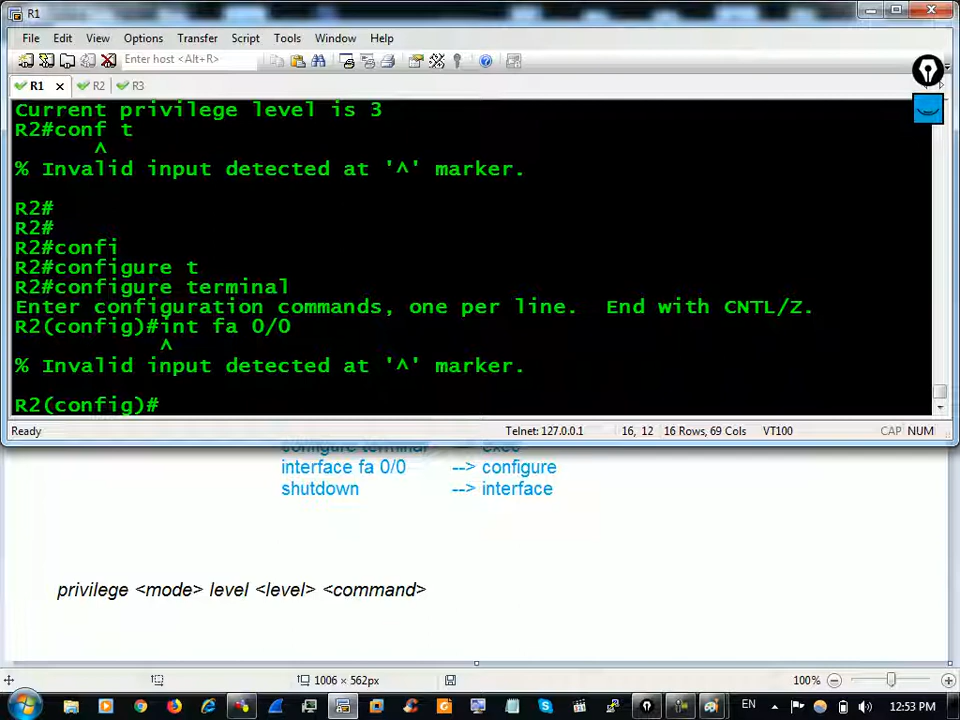 R1
File Edit View Options Transfer Script Tools Window Help
Enter host <Alt+R>
R1 R2 R3
Current privilege level is 3
R2#conf t
^
% Invalid input detected at '^' marker.
R2#
R2#
R2#confi
R2#configure t
R2#configure terminal
Enter configuration commands, one per line. End with CNTL/Z.
R2(config)#int fa 0/0
^
% Invalid input detected at '^' marker.
R2(config)#
Ready Telnet: 127.0.0.1 16, 12 16 Rows, 69 Cols VT100 CAP NUM
configure terminal --> exec
interface fa 0/0 --> configure
shutdown --> interface
privilege <mode> level <level> <command>
1006 × 562px 100%
EN 12:53 PM